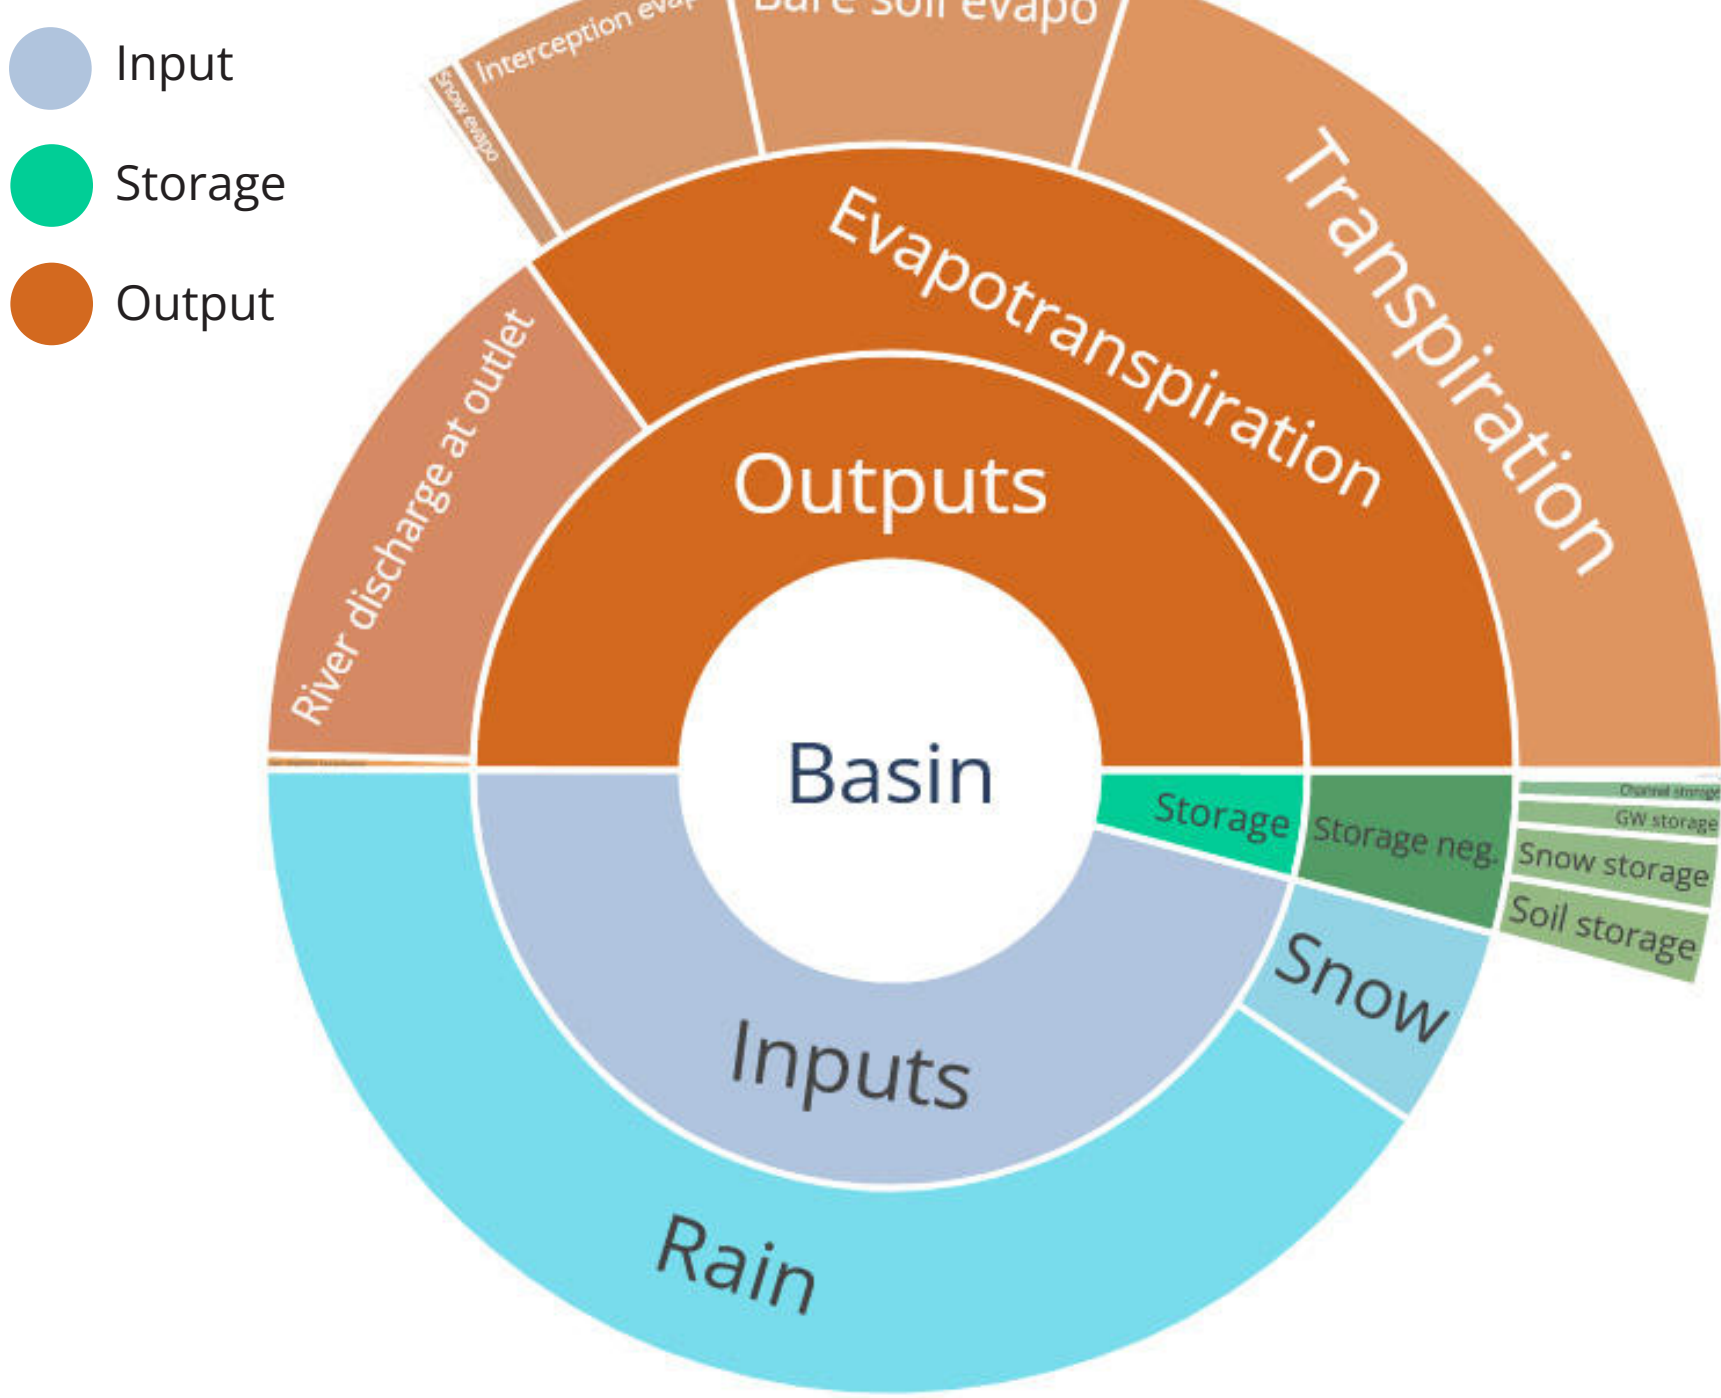 Input
Storage
Output
Snow evapo
Interception evap
Bare soil evapo
Transpiration
Evapotranspiration
River discharge at outlet
Outputs
Basin
Storage
Storage neg.
Channel storage
GW storage
Snow storage
Soil storage
Snow
Inputs
Rain